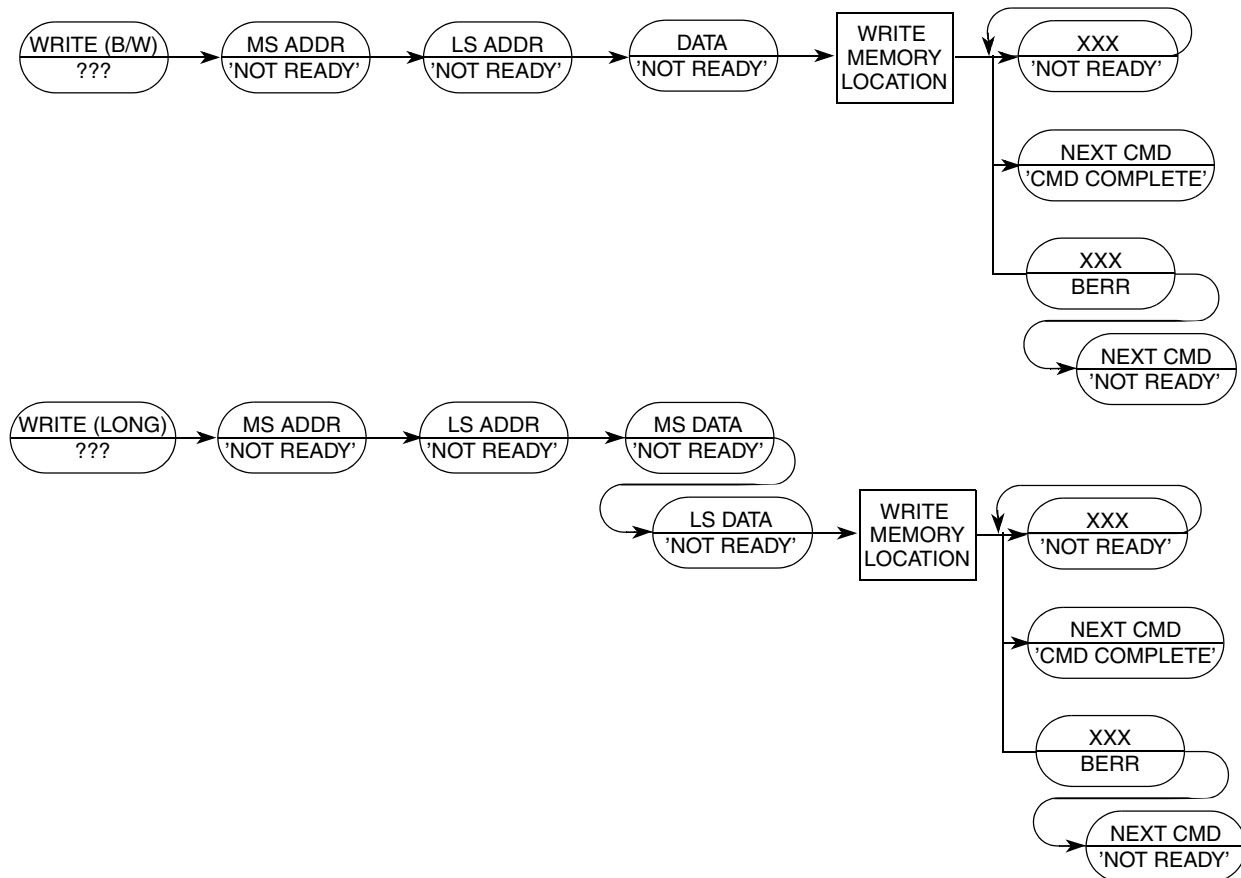 WRITE (B/W)
???
MS ADDR
'NOT READY'
LS ADDR
'NOT READY'
DATA
'NOT READY'
WRITE
MEMORY
LOCATION
XXX
'NOT READY'
NEXT CMD
'CMD COMPLETE'
XXX
BERR
NEXT CMD
'NOT READY'
WRITE (LONG)
???
MS ADDR
'NOT READY'
LS ADDR
'NOT READY'
MS DATA
'NOT READY'
LS DATA
'NOT READY'
WRITE
MEMORY
LOCATION
XXX
'NOT READY'
NEXT CMD
'CMD COMPLETE'
XXX
BERR
NEXT CMD
'NOT READY'